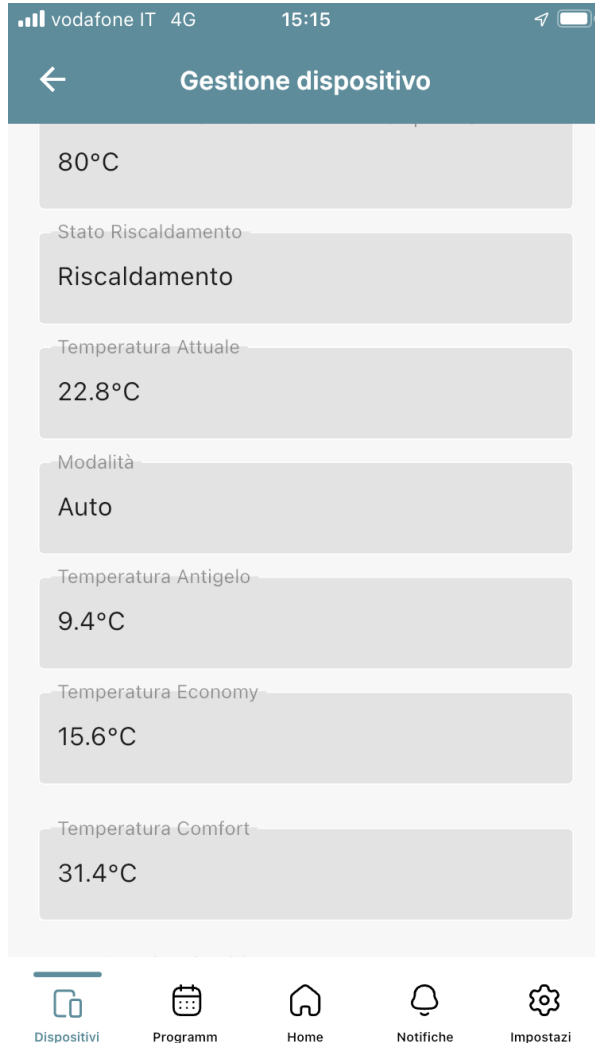 vodafone IT 4G 15:15
Gestione dispositivo
80°C
Stato Riscaldamento
Riscaldamento
Temperatura Attuale
22.8°C
Modalità
Auto
Temperatura Antigelo
9.4°C
Temperatura Economy
15.6°C
Temperatura Comfort
31.4°C
Dispositivi Programm Home Notifiche Impostazi